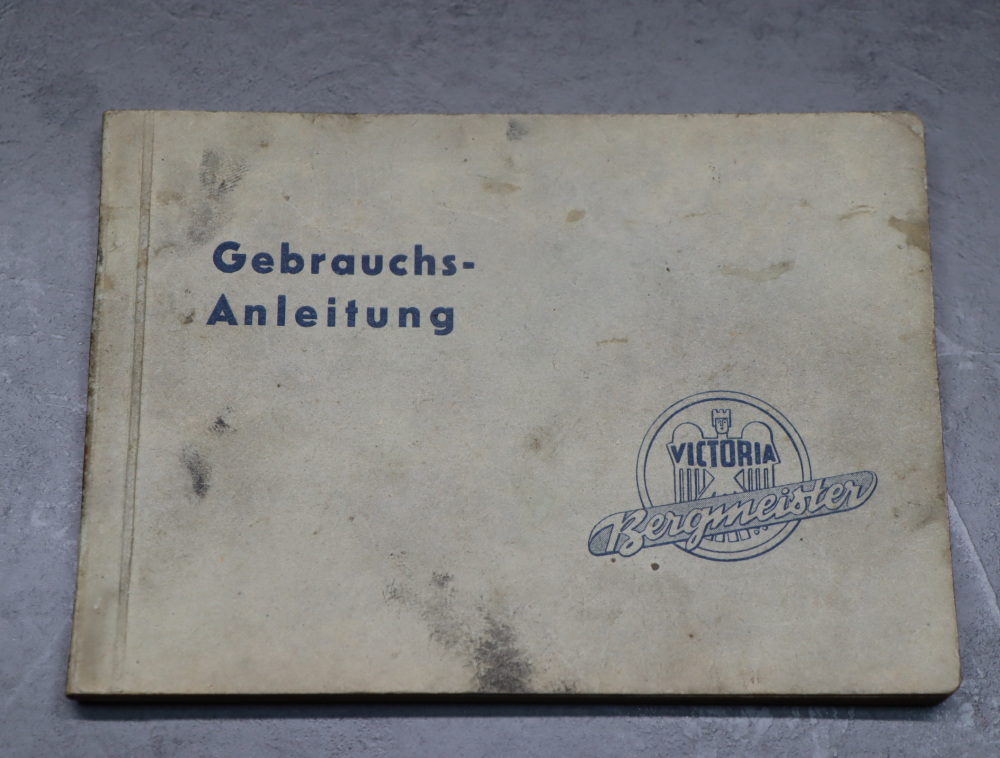 Gebrauchs-
Anleitung
VICTORIA
Bergmeister